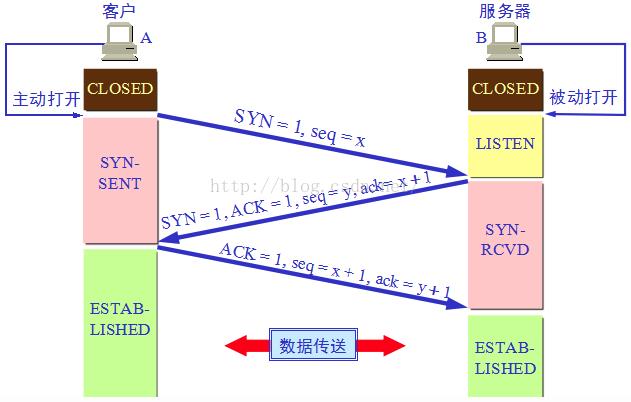 客户
服务器
A
B
CLOSED
CLOSED
主动打开
被动打开
SYN = 1, seq = x
LISTEN
SYN-
SENT
http://blog.csdn.net/
SYN = 1, ACK = 1, seq = y, ack = x + 1
SYN-
RCVD
ACK = 1, seq = x + 1, ack = y + 1
ESTAB-
LISHED
数据传送
ESTAB-
LISHED